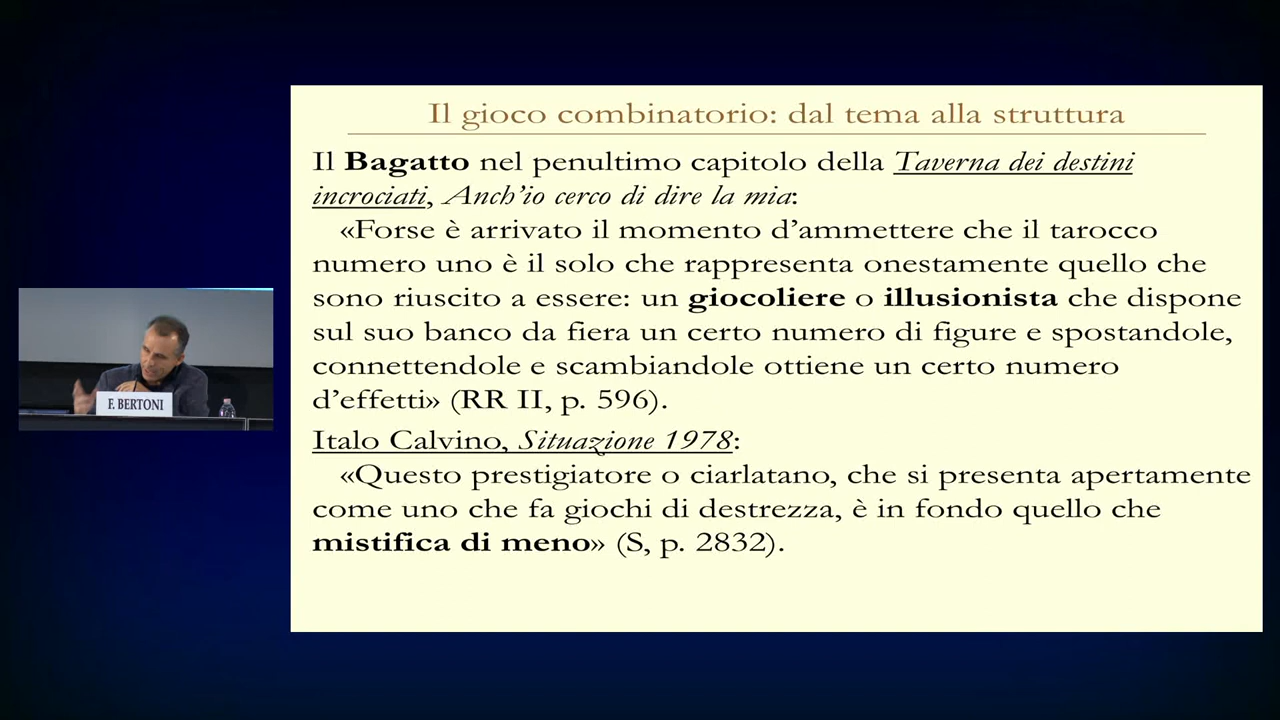 Il gioco combinatorio: dal tema alla struttura
Il Bagatto nel penultimo capitolo della Taverna dei destini
incrociati, Anch’io cerco di dire la mia:
«Forse è arrivato il momento d’ammettere che il tarocco
numero uno è il solo che rappresenta onestamente quello che
sono riuscito a essere: un giocoliere o illusionista che dispone
sul suo banco da fiera un certo numero di figure e spostandole,
connettendole e scambiandole ottiene un certo numero
d’effetti» (RR II, p. 596).
Italo Calvino, Situazione 1978:
«Questo prestigiatore o ciarlatano, che si presenta apertamente
come uno che fa giochi di destrezza, è in fondo quello che
mistifica di meno» (S, p. 2832).
F. BERTONI